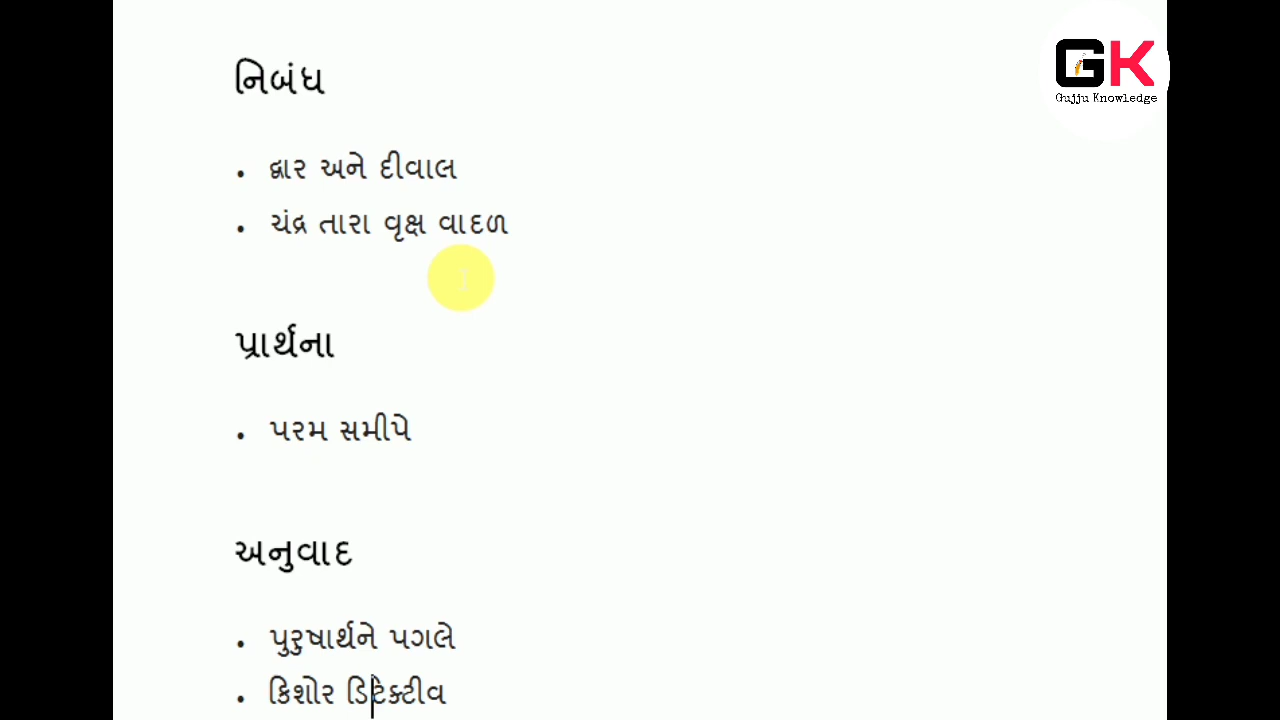 GK
Gujju Knowledge
નિબંધ
• દ્વાર અને દીવાલ
• ચંદ્ર તારા વૃક્ષ વાદળ
પ્રાર્થના
• પરમ સમીપે
અનુવાદ
• પુરુષાર્થને પગલે
• કિશોર ડિટેક્ટીવ